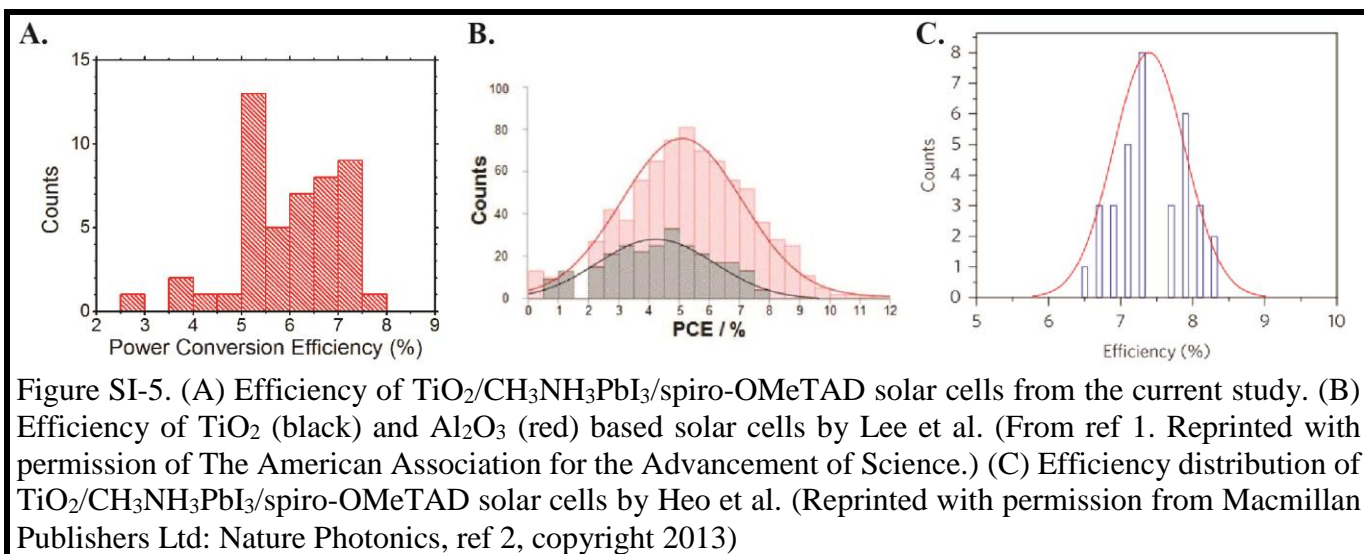 A.
15
10
5
0
Counts
2 3 4 5 6 7 8 9
Power Conversion Efficiency (%)
B.
100
80
60
40
20
0
Counts
0 1 2 3 4 5 6 7 8 9 10 11 12
PCE / %
C.
8
7
6
5
4
3
2
1
0
Counts
5 6 7 8 9 10
Efficiency (%)
Figure SI-5. (A) Efficiency of TiO₂/CH₃NH₃PbI₃/spiro-OMeTAD solar cells from the current study. (B)
Efficiency of TiO₂ (black) and Al₂O₃ (red) based solar cells by Lee et al. (From ref 1. Reprinted with
permission of The American Association for the Advancement of Science.) (C) Efficiency distribution of
TiO₂/CH₃NH₃PbI₃/spiro-OMeTAD solar cells by Heo et al. (Reprinted with permission from Macmillan
Publishers Ltd: Nature Photonics, ref 2, copyright 2013)